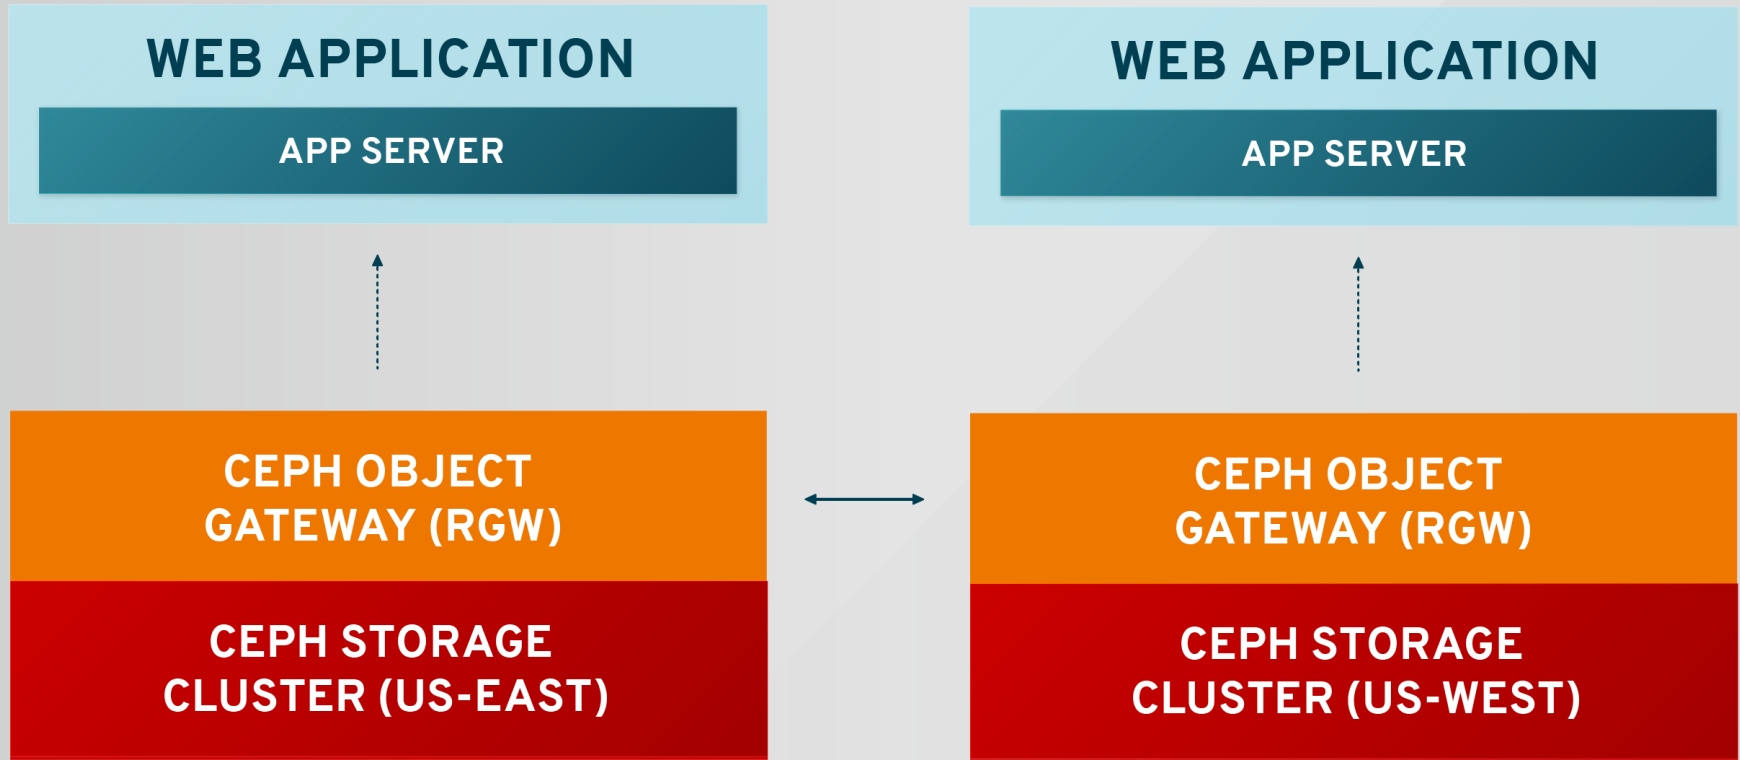 WEB APPLICATION
APP SERVER
CEPH OBJECT
GATEWAY (RGW)
CEPH STORAGE
CLUSTER (US-EAST)
WEB APPLICATION
APP SERVER
CEPH OBJECT
GATEWAY (RGW)
CEPH STORAGE
CLUSTER (US-WEST)